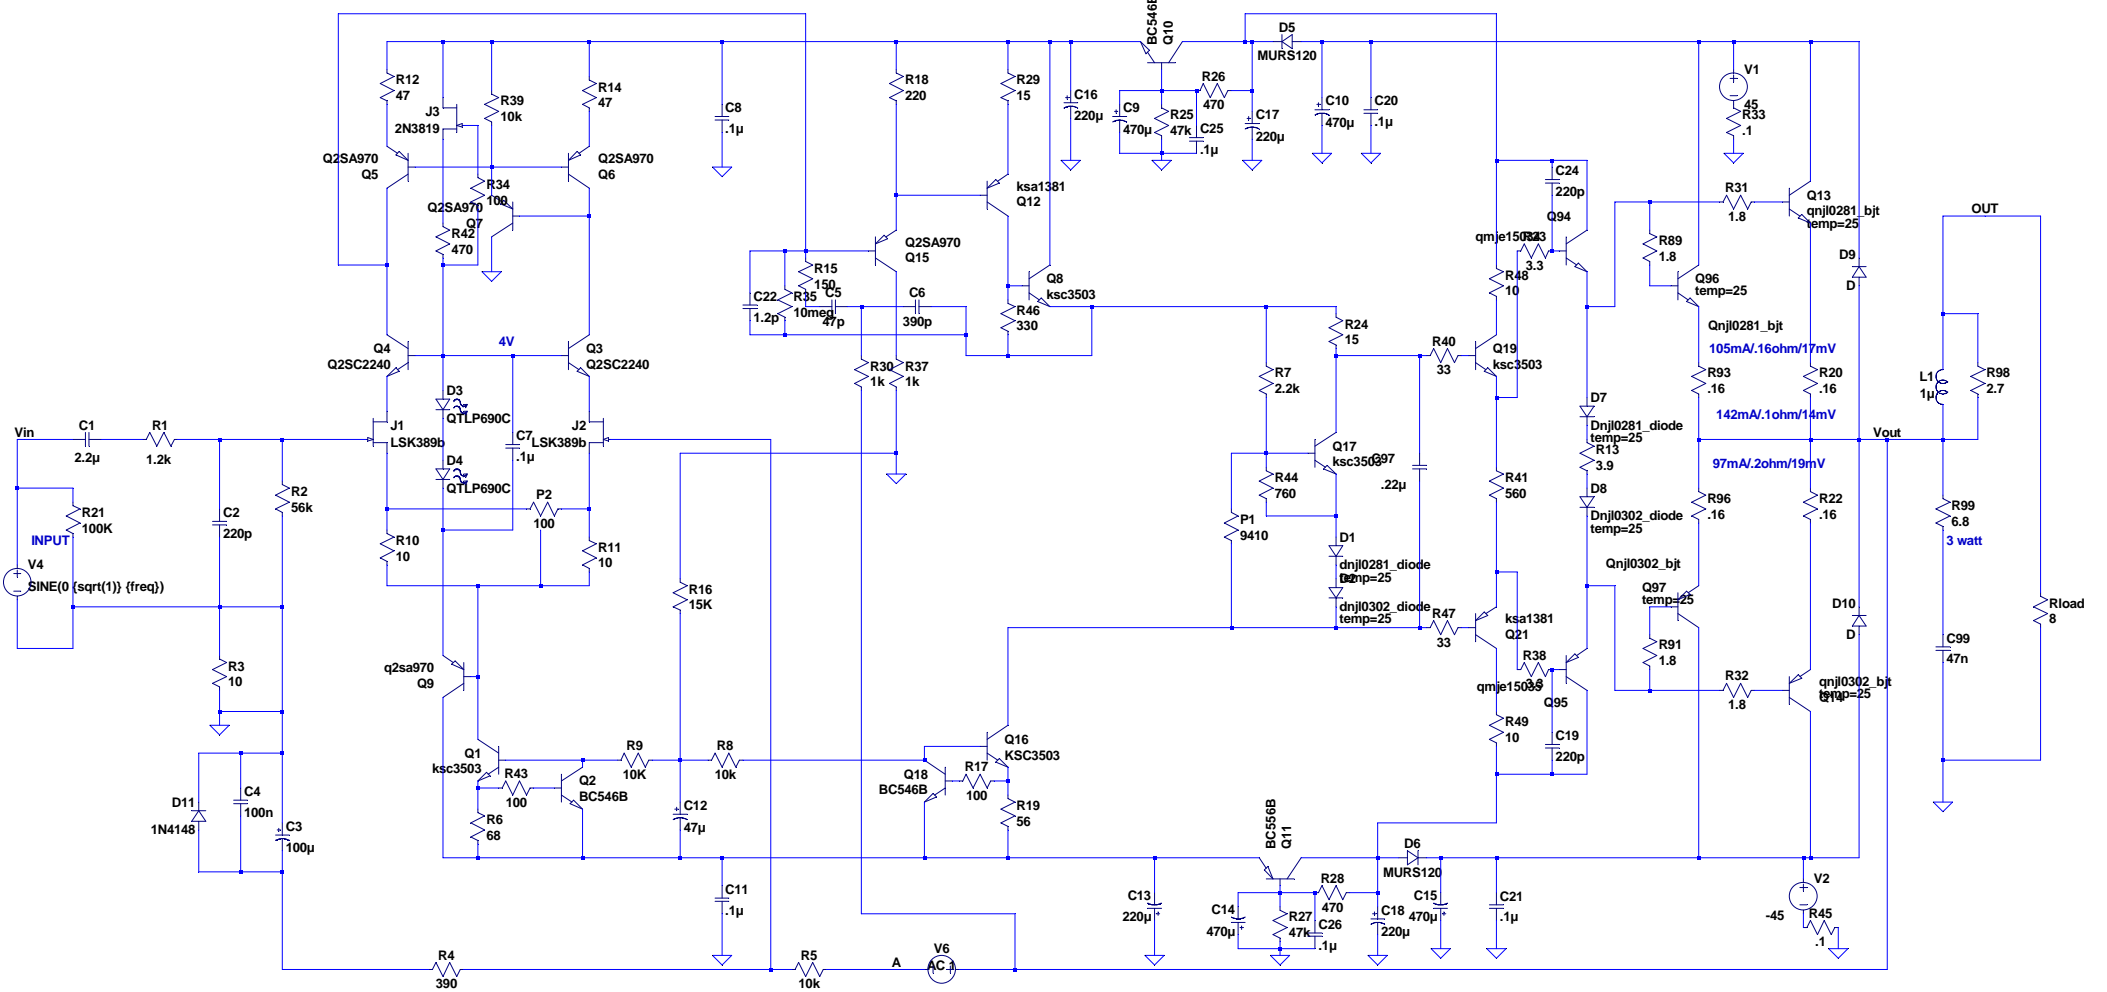 BC546B
Q10
D5
MURS120
R12
47
J3
2N3819
R39
10k
R14
47
C8
.1µ
R18
220
R29
15
C16
220µ
C9
470µ
R25
47k
C25
.1µ
R26
470
C17
220µ
C10
470µ
C20
.1µ
V1
45
R33
.1
Q2SA970
Q5
Q2SA970
Q6
R34
100
Q2SA970
Q7
R42
470
ksa1381
Q12
C24
220p
Q94
R31
1.8
Q13
qnjl0281_bjt
temp=25
OUT
Q2SA970
Q15
R15
150
C22
1.2p
R35
10meg
C5
47p
C6
390p
Q8
ksc3503
R46
330
3.3
R48
10
R89
1.8
Q96
temp=25
Qnjl0281_bjt
D9
D
Q4
Q2SC2240
4V
Q3
Q2SC2240
R30
1k
R37
1k
R24
15
R7
2.2k
R40
33
Q19
ksc3503
105mA/.16ohm/17mV
R93
.16
R20
.16
L1
1µ
R98
2.7
D3
QTLP690C
J1
LSK389b
J2
LSK389b
C7
.1µ
D4
QTLP690C
Vin
C1
2.2µ
R1
1.2k
Q17
ksc3503
C97
.22µ
D7
Dnjl0281_diode
temp=25
R13
3.9
142mA/.1ohm/14mV
Vout
97mA/.2ohm/19mV
R2
56k
R21
100K
INPUT
C2
220p
P2
100
R44
760
P1
9410
R41
560
D8
Dnjl0302_diode
temp=25
R96
.16
R22
.16
R99
6.8
3 watt
R10
10
R11
10
D1
dnjl0281_diode
temp=25
D2
dnjl0302_diode
temp=25
Qnjl0302_bjt
Q97
temp=25
V4
SINE(0 {sqrt(1)} {freq})
R16
15K
R47
33
ksa1381
Q21
D10
D
Rload
8
R3
10
q2sa970
Q9
R38
3.3
qmje15035
Q95
R91
1.8
R32
1.8
qnjl0302_bjt
temp=25
Q14
C99
47n
Q1
ksc3503
R43
100
Q2
BC546B
R9
10K
R8
10k
Q16
KSC3503
Q18
BC546B
R17
100
R49
10
C19
220p
D11
1N4148
C4
100n
C3
100µ
R6
68
C12
47µ
R19
56
BC556B
Q11
D6
MURS120
C11
.1µ
C13
220µ
C14
470µ
R27
47k
C26
.1µ
R28
470
C18
220µ
C15
470µ
C21
.1µ
V2
-45
R45
.1
R4
390
R5
10k
A
V6
AC 1